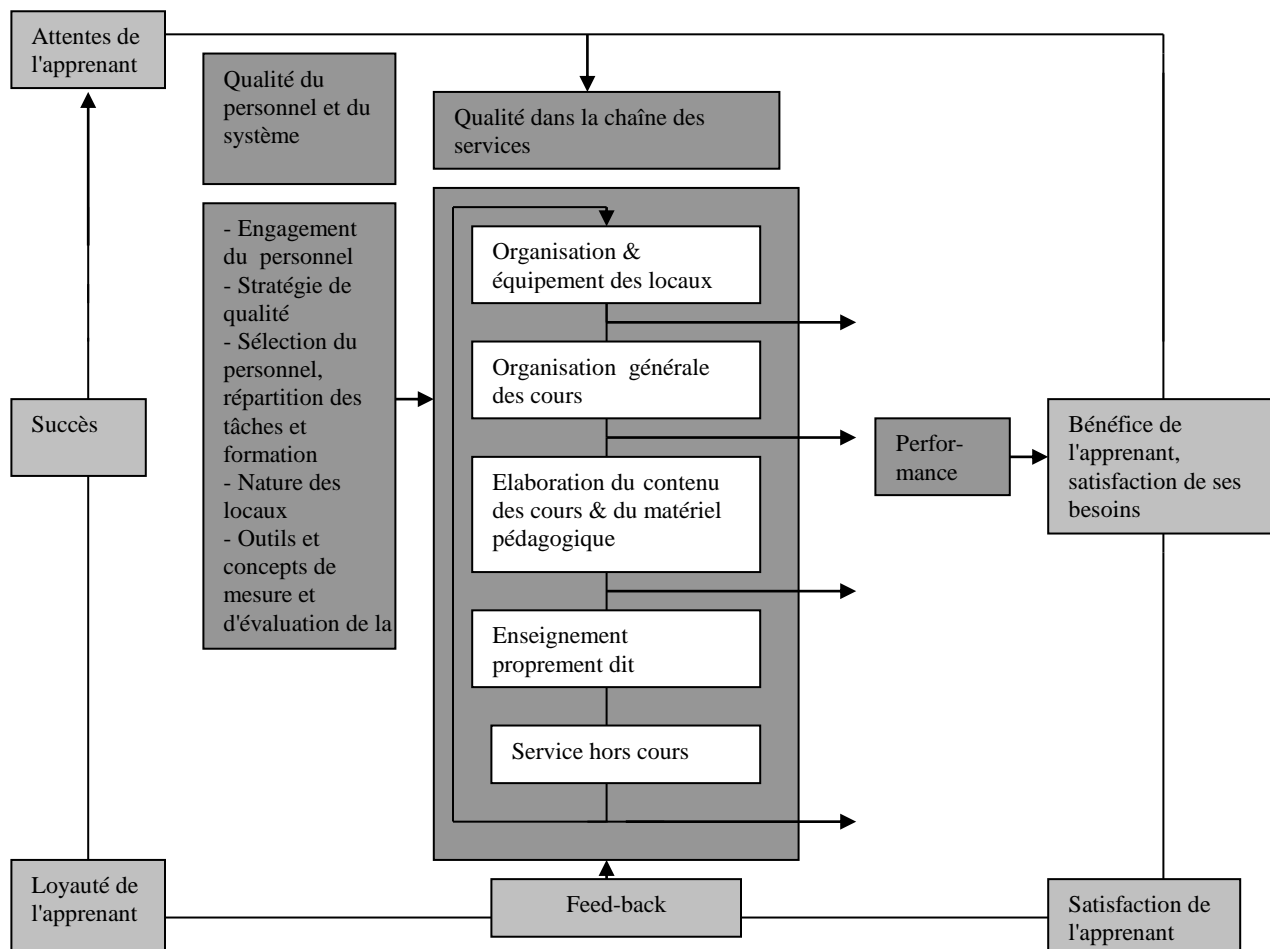 Attentes de
l'apprenant
Qualité du
personnel et du
système
Qualité dans la chaîne des
services
- Engagement
du personnel
- Stratégie de
qualité
- Sélection du
personnel,
répartition des
tâches et
formation
- Nature des
locaux
- Outils et
concepts de
mesure et
d'évaluation de la
Organisation &
équipement des locaux
Organisation générale
des cours
Elaboration du contenu
des cours & du matériel
pédagogique
Enseignement
proprement dit
Service hors cours
Succès
Perfor-
mance
Bénéfice de
l'apprenant,
satisfaction de ses
besoins
Loyauté de
l'apprenant
Feed-back
Satisfaction de
l'apprenant